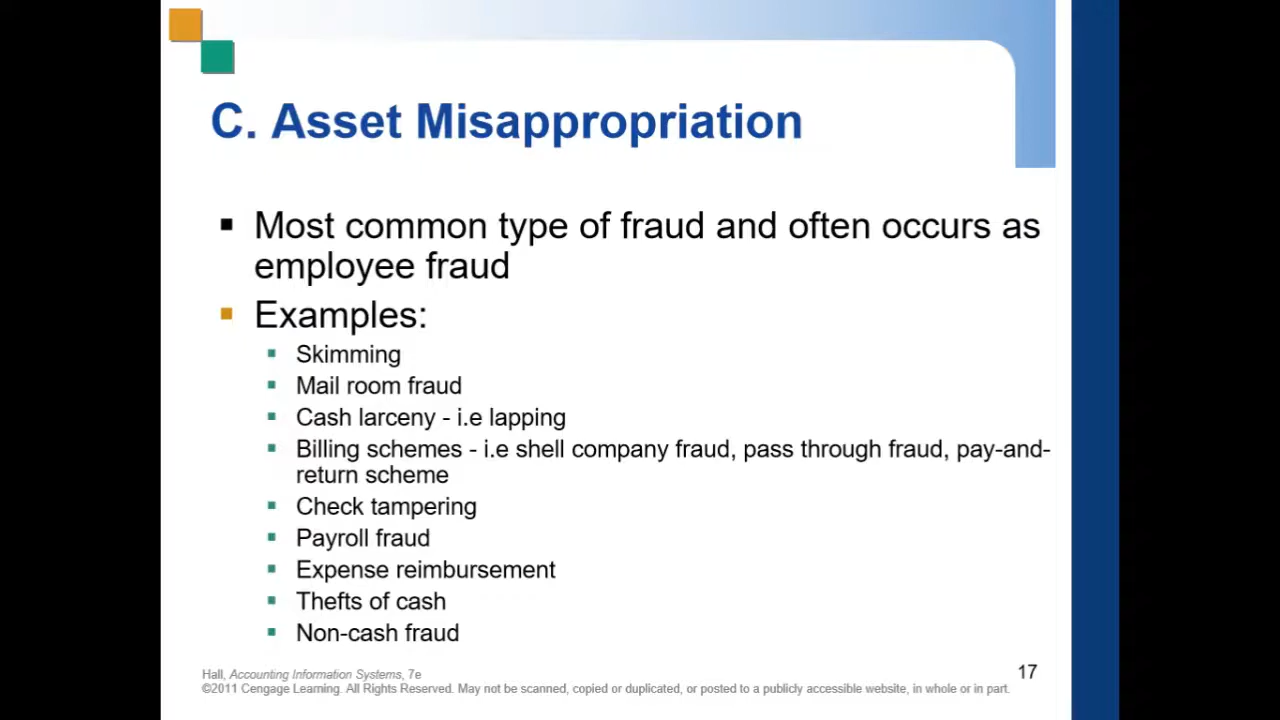 C. Asset Misappropriation
Most common type of fraud and often occurs as
employee fraud
Examples:
Skimming
Mail room fraud
Cash larceny - i.e lapping
Billing schemes - i.e shell company fraud, pass through fraud, pay-and-
return scheme
Check tampering
Payroll fraud
Expense reimbursement
Thefts of cash
Non-cash fraud
Hall, Accounting Information Systems, 7e
©2011 Cengage Learning. All Rights Reserved. May not be scanned, copied or duplicated, or posted to a publicly accessible website, in whole or in part.
17